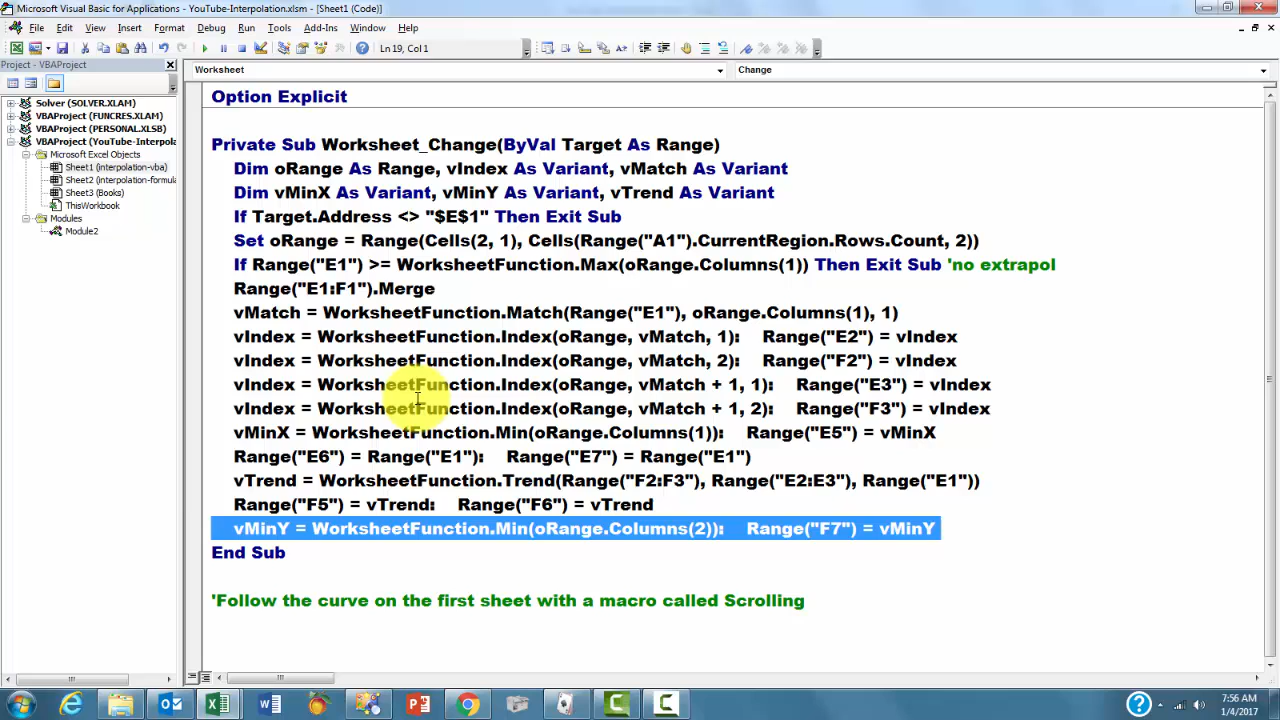 Microsoft Visual Basic for Applications - YouTube-Interpolation.xlsm - [Sheet1 (Code)]
File Edit View Insert Format Debug Run Tools Add-Ins Window Help
Ln 19, Col 1
Project - VBAProject
Worksheet
Change
Solver (SOLVER.XLAM)
VBAProject (FUNCRES.XLAM)
VBAProject (PERSONAL.XLSB)
VBAProject (YouTube-Interpola
Microsoft Excel Objects
Sheet1 (interpolation-vba)
Sheet2 (interpolation-formula
Sheet3 (Books)
ThisWorkbook
Modules
Module2
Option Explicit
Private Sub Worksheet_Change(ByVal Target As Range)
Dim oRange As Range, vIndex As Variant, vMatch As Variant
Dim vMinX As Variant, vMinY As Variant, vTrend As Variant
If Target.Address <> "$E$1" Then Exit Sub
Set oRange = Range(Cells(2, 1), Cells(Range("A1").CurrentRegion.Rows.Count, 2))
If Range("E1") >= WorksheetFunction.Max(oRange.Columns(1)) Then Exit Sub 'no extrapol
Range("E1:F1").Merge
vMatch = WorksheetFunction.Match(Range("E1"), oRange.Columns(1), 1)
vIndex = WorksheetFunction.Index(oRange, vMatch, 1): Range("E2") = vIndex
vIndex = WorksheetFunction.Index(oRange, vMatch, 2): Range("F2") = vIndex
vIndex = WorksheetFunction.Index(oRange, vMatch + 1, 1): Range("E3") = vIndex
vIndex = WorksheetFunction.Index(oRange, vMatch + 1, 2): Range("F3") = vIndex
vMinX = WorksheetFunction.Min(oRange.Columns(1)): Range("E5") = vMinX
Range("E6") = Range("E1"): Range("E7") = Range("E1")
vTrend = WorksheetFunction.Trend(Range("F2:F3"), Range("E2:E3"), Range("E1"))
Range("F5") = vTrend: Range("F6") = vTrend
vMinY = WorksheetFunction.Min(oRange.Columns(2)): Range("F7") = vMinY
End Sub
'Follow the curve on the first sheet with a macro called Scrolling
7:56 AM
1/4/2017